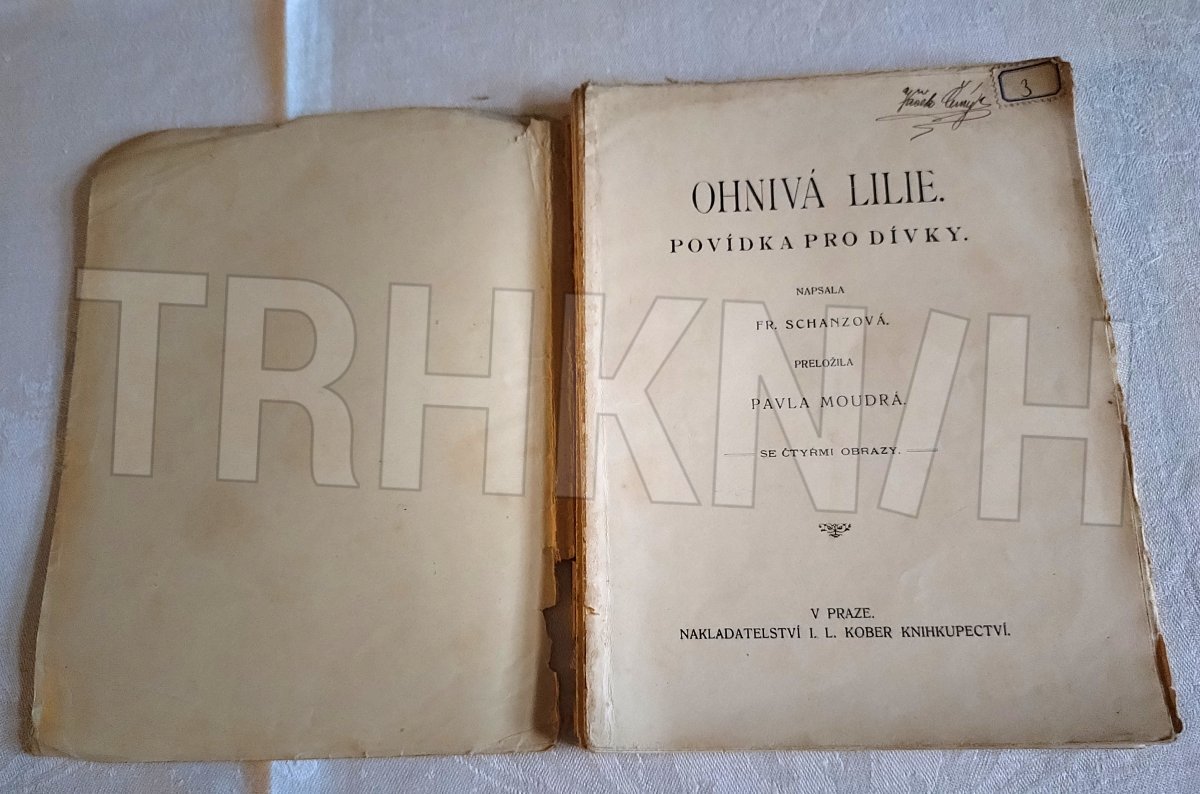 3
OHNIVÁ LILIE.
POVÍDKA PRO DÍVKY.
NAPSALA
FR. SCHANZOVÁ.
PŘELOŽILA
PAVLA MOUDRÁ.
SE ČTYŘMI OBRAZY.
V PRAZE.
NAKLADATELSTVÍ I. L. KOBER KNIHKUPECTVÍ.
TRHKNIH